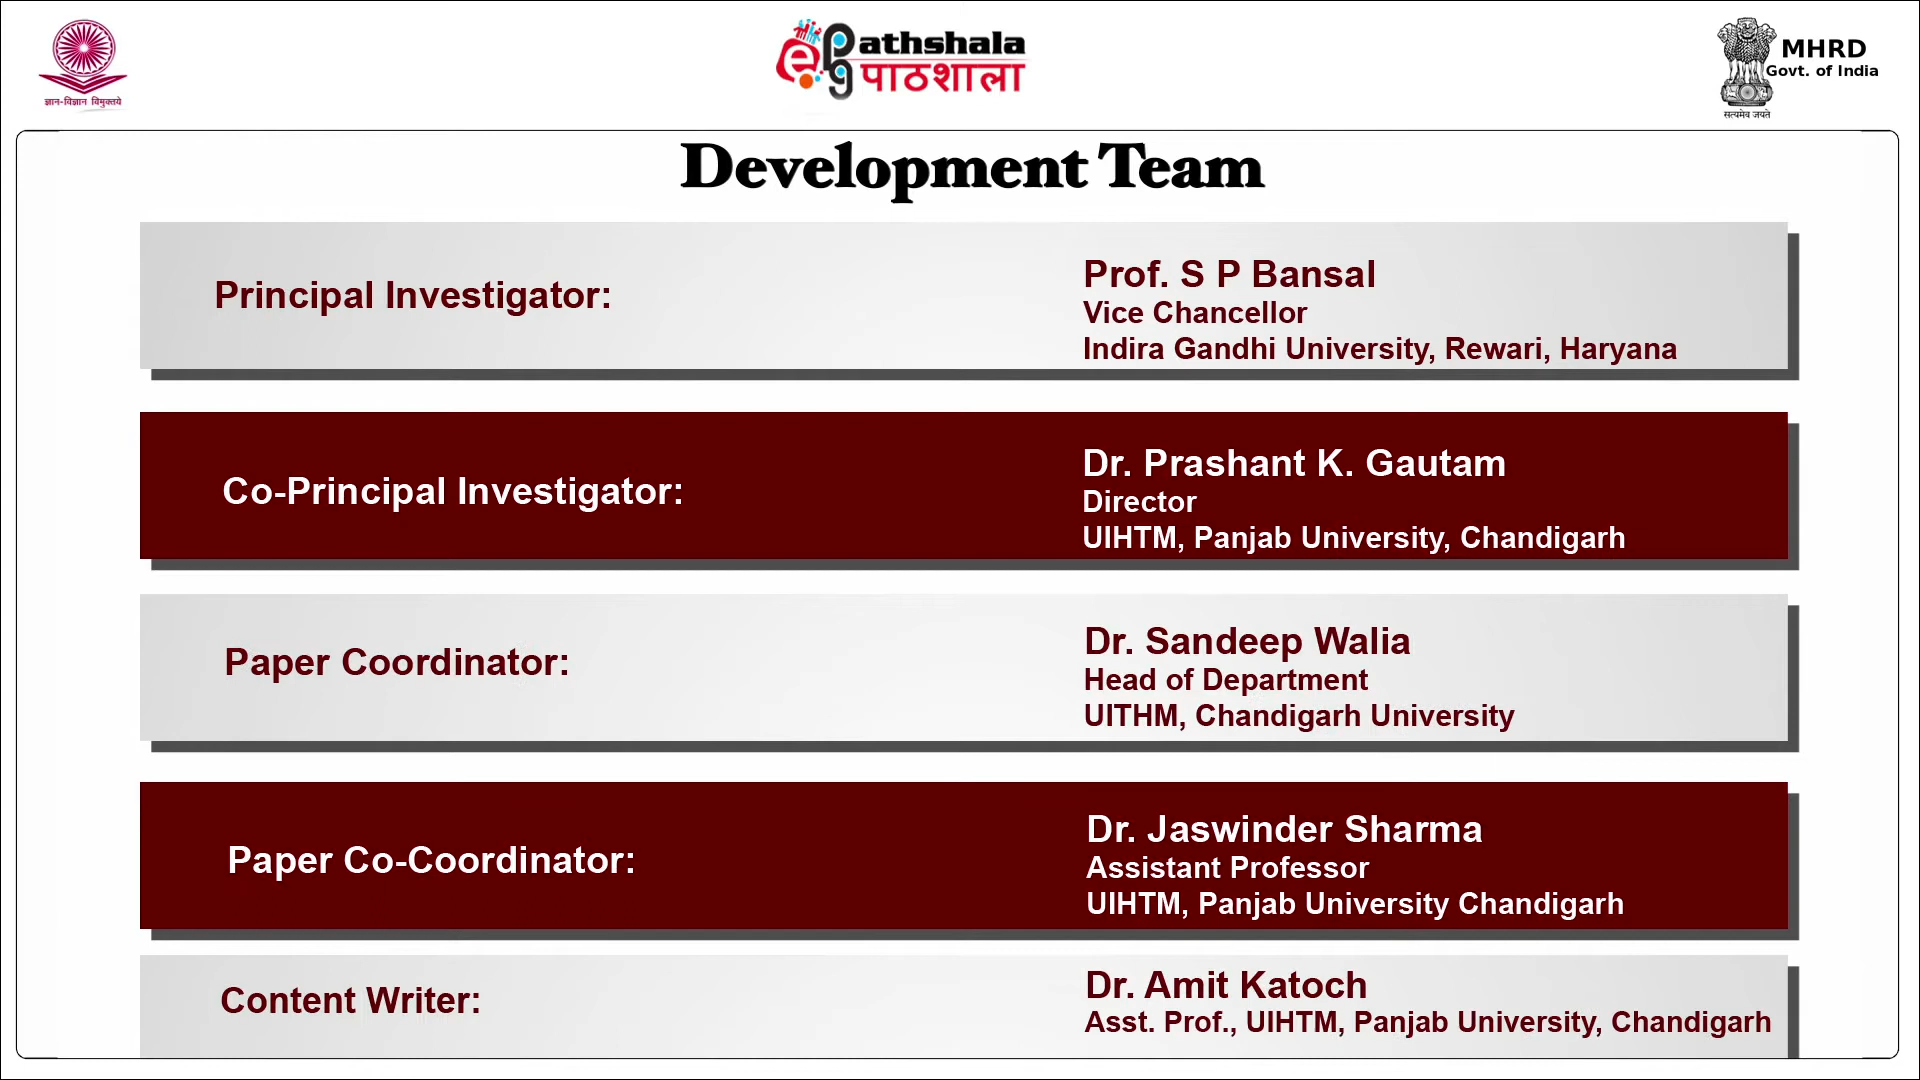 ज्ञान-विज्ञान विमुक्तये
ePG athshala
पाठशाला
MHRD
Govt. of India
सत्यमेव जयते
Development Team
Principal Investigator:
Prof. S P Bansal
Vice Chancellor
Indira Gandhi University, Rewari, Haryana
Co-Principal Investigator:
Dr. Prashant K. Gautam
Director
UIHTM, Panjab University, Chandigarh
Paper Coordinator:
Dr. Sandeep Walia
Head of Department
UITHM, Chandigarh University
Paper Co-Coordinator:
Dr. Jaswinder Sharma
Assistant Professor
UIHTM, Panjab University Chandigarh
Content Writer:
Dr. Amit Katoch
Asst. Prof., UIHTM, Panjab University, Chandigarh